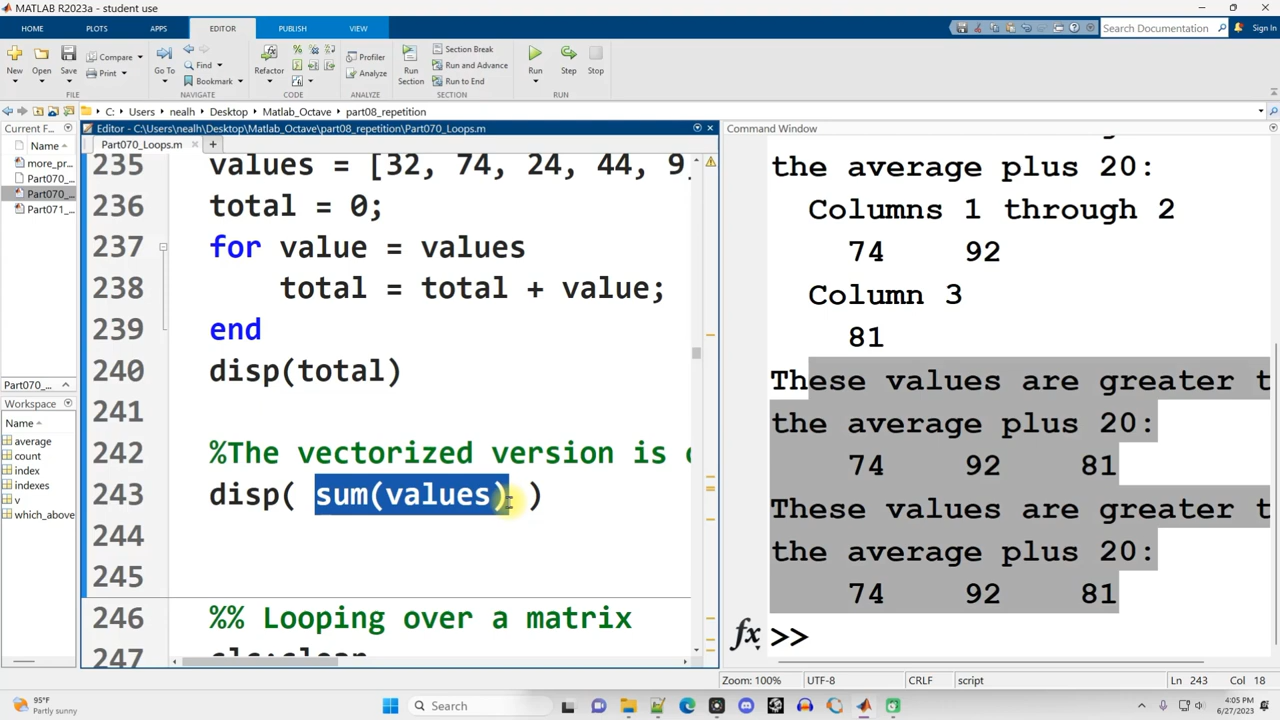 MATLAB R2023a - student use
HOME PLOTS APPS EDITOR PUBLISH VIEW Search Documentation Sign In
New Open Save Compare Print Go To Find Bookmark Refactor Profiler Analyze Run Section Section Break Run and Advance Run to End Run Step Stop
FILE NAVIGATE CODE ANALYZE SECTION RUN
C: Users nealh Desktop Matlab_Octave part08_repetition
Current F
Name
more_pr...
Part070_...
Part070_...
Part071_...
Part070_...
Workspace
Name
average
count
index
indexes
v
which_above
Editor - C:\Users\nealh\Desktop\Matlab_Octave\part08_repetition\Part070_Loops.m
Part070_Loops.m
235 values = [32, 74, 24, 44, 9
236 total = 0;
237 for value = values
238 total = total + value;
239 end
240 disp(total)
241
242 %The vectorized version is
243 disp( sum(values) )
244
245
246 %% Looping over a matrix
247 clc;clear
Command Window
the average plus 20:
Columns 1 through 2
74 92
Column 3
81
These values are greater t
the average plus 20:
74 92 81
These values are greater t
the average plus 20:
74 92 81
fx >>
Zoom: 100% UTF-8 CRLF script Ln 243 Col 18
95°F
Partly sunny
Search
4:05 PM
6/27/2023